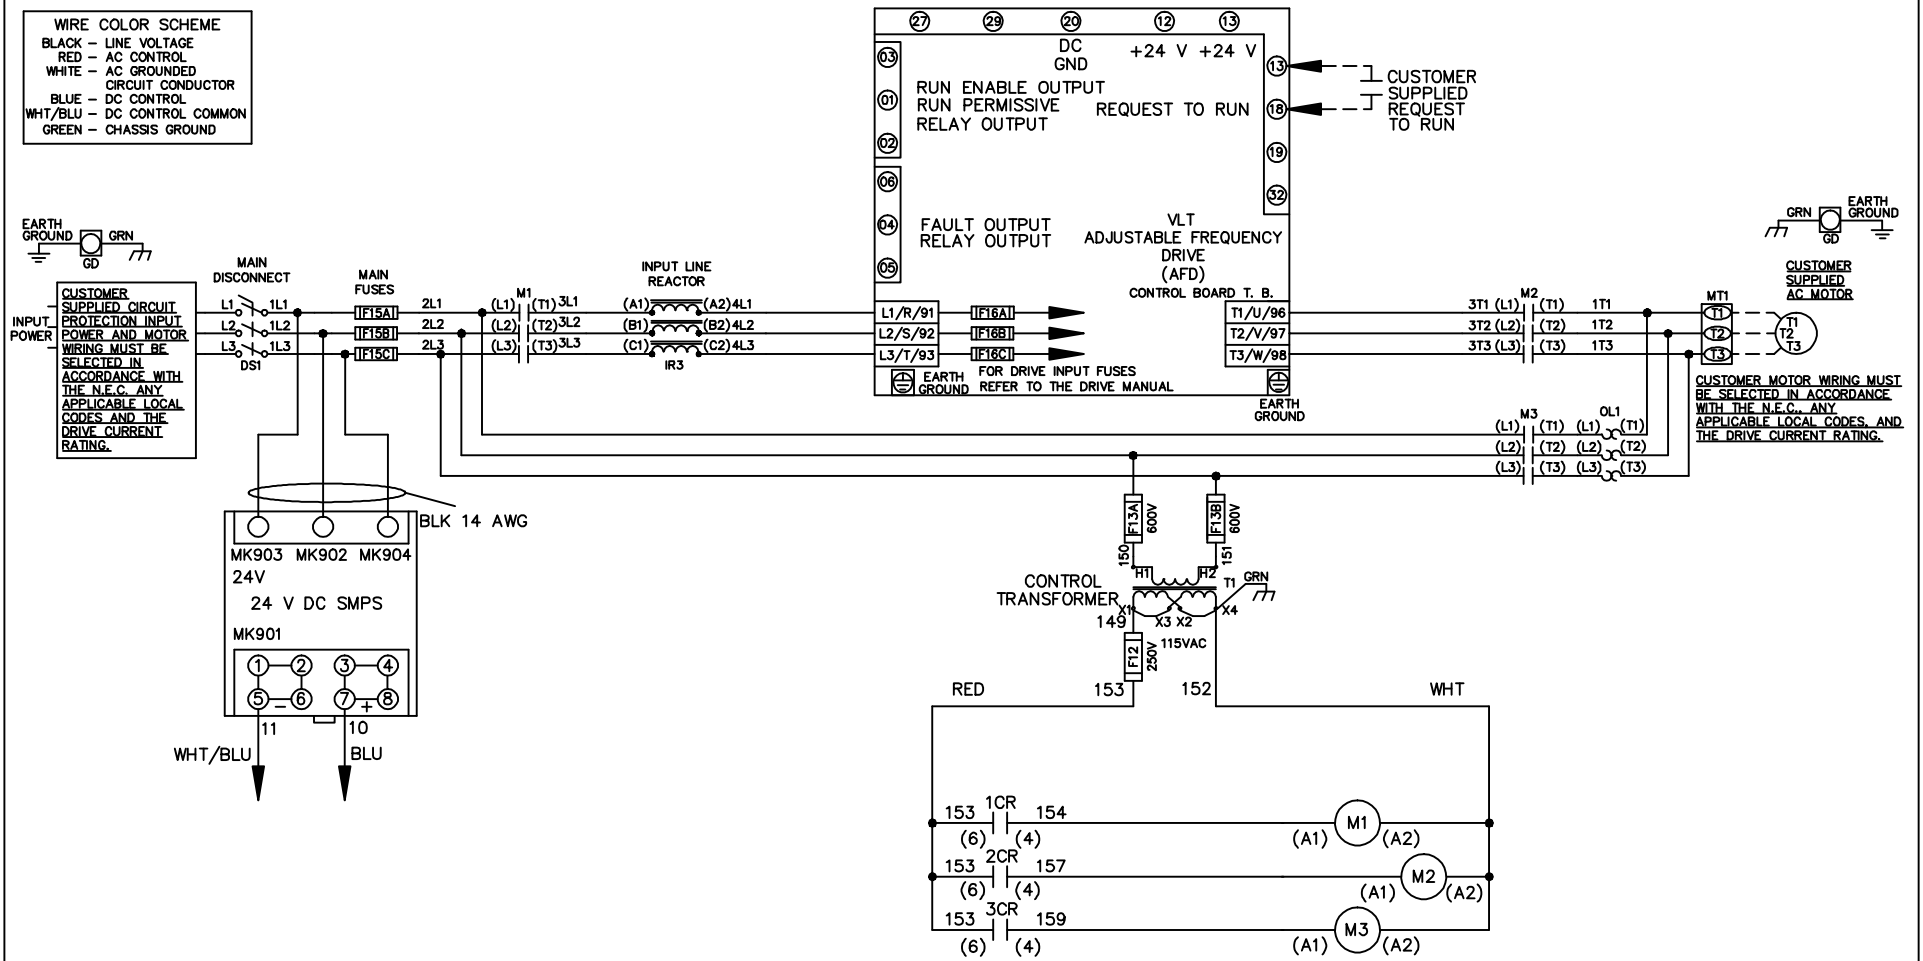 WIRE COLOR SCHEME
BLACK – LINE VOLTAGE
RED – AC CONTROL
WHITE – AC GROUNDED
CIRCUIT CONDUCTOR
BLUE – DC CONTROL
WHT/BLU – DC CONTROL COMMON
GREEN – CHASSIS GROUND
27 29 20 12 13
DC
GND
+24 V +24 V
03
01
02
06
04
05
RUN ENABLE OUTPUT
RUN PERMISSIVE
RELAY OUTPUT
REQUEST TO RUN
13
18
19
32
CUSTOMER
SUPPLIED
REQUEST
TO RUN
FAULT OUTPUT
RELAY OUTPUT
VLT
ADJUSTABLE FREQUENCY
DRIVE
(AFD)
CONTROL BOARD T. B.
EARTH
GROUND
GRN
GD
GRN
GD
EARTH
GROUND
CUSTOMER
SUPPLIED
AC MOTOR
INPUT
POWER
CUSTOMER
SUPPLIED CIRCUIT
PROTECTION INPUT
POWER AND MOTOR
WIRING MUST BE
SELECTED IN
ACCORDANCE WITH
THE N.E.C. ANY
APPLICABLE LOCAL
CODES AND THE
DRIVE CURRENT
RATING.
MAIN
DISCONNECT
L1 1L1
L2 1L2
L3 1L3
DS1
MAIN
FUSES
F15A
F15B
F15C
2L1
2L2
2L3
M1
(L1) (T1) 3L1
(L2) (T2) 3L2
(L3) (T3) 3L3
INPUT LINE
REACTOR
(A1) (A2) 4L1
(B1) (B2) 4L2
(C1) (C2) 4L3
IR3
L1/R/91
L2/S/92
L3/T/93
F16A
F16B
F16C
FOR DRIVE INPUT FUSES
REFER TO THE DRIVE MANUAL
EARTH
GROUND
T1/U/96
T2/V/97
T3/W/98
EARTH
GROUND
M2
3T1 (L1) (T1) 1T1
3T2 (L2) (T2) 1T2
3T3 (L3) (T3) 1T3
MT1
T1
T2
T3
T1
T2
T3
CUSTOMER MOTOR WIRING MUST
BE SELECTED IN ACCORDANCE
WITH THE N.E.C., ANY
APPLICABLE LOCAL CODES, AND
THE DRIVE CURRENT RATING.
M3 OL1
(L1) (T1) (L1) (T1)
(L2) (T2) (L2) (T2)
(L3) (T3) (L3) (T3)
BLK 14 AWG
MK903 MK902 MK904
24V
24 V DC SMPS
MK901
1 2 3 4
5 6 7 8
– +
11 10
WHT/BLU BLU
F13A
600V
F13B
600V
150
151
H1 H2
T1
GRN
CONTROL
TRANSFORMER
X1 X3 X2 X4
149
115VAC
F12
250V
153 152
RED WHT
153 1CR 154
(6) (4)
M1
(A1) (A2)
153 2CR 157
(6) (4)
M2
(A1) (A2)
153 3CR 159
(6) (4)
M3
(A1) (A2)